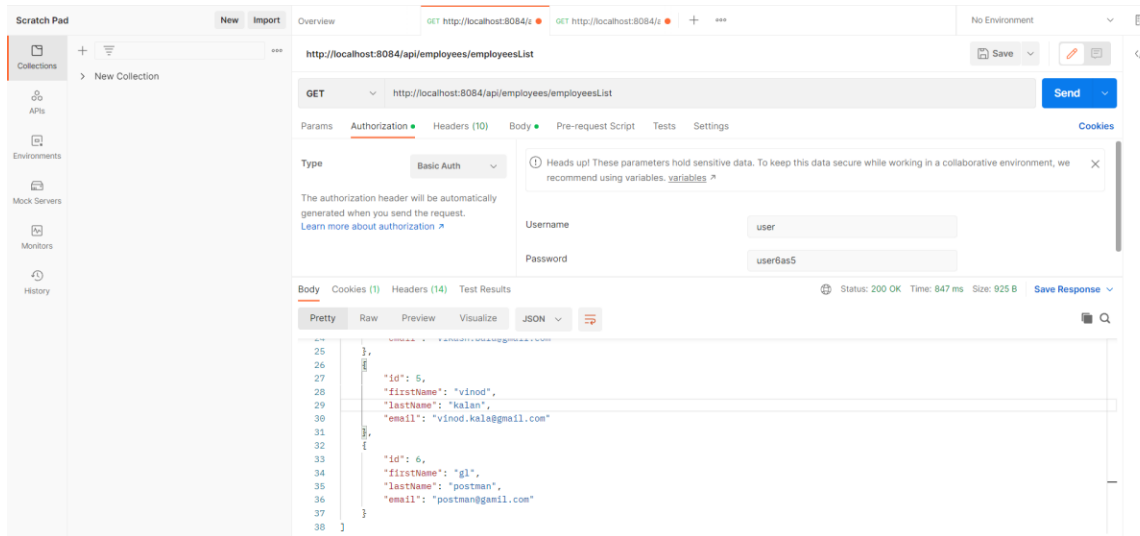 Scratch Pad New Import Overview GET http://localhost:8084/a GET http://localhost:8084/a No Environment
Collections
New Collection
APIs
Environments
Mock Servers
Monitors
History
http://localhost:8084/api/employees/employeesList Save
GET http://localhost:8084/api/employees/employeesList Send
Params Authorization Headers (10) Body Pre-request Script Tests Settings Cookies
Type Basic Auth
The authorization header will be automatically
generated when you send the request.
Learn more about authorization ↗
Heads up! These parameters hold sensitive data. To keep this data secure while working in a collaborative environment, we
recommend using variables. variables ↗
Username user
Password user6as5
Body Cookies (1) Headers (14) Test Results Status: 200 OK Time: 847 ms Size: 925 B Save Response
Pretty Raw Preview Visualize JSON
25 },
26 {
27 "id": 5,
28 "firstName": "vinod",
29 "lastName": "kalan",
30 "email": "vinod.kala@gmail.com"
31 },
32 {
33 "id": 6,
34 "firstName": "gl",
35 "lastName": "postman",
36 "email": "postman@gamil.com"
37 }
38 ]